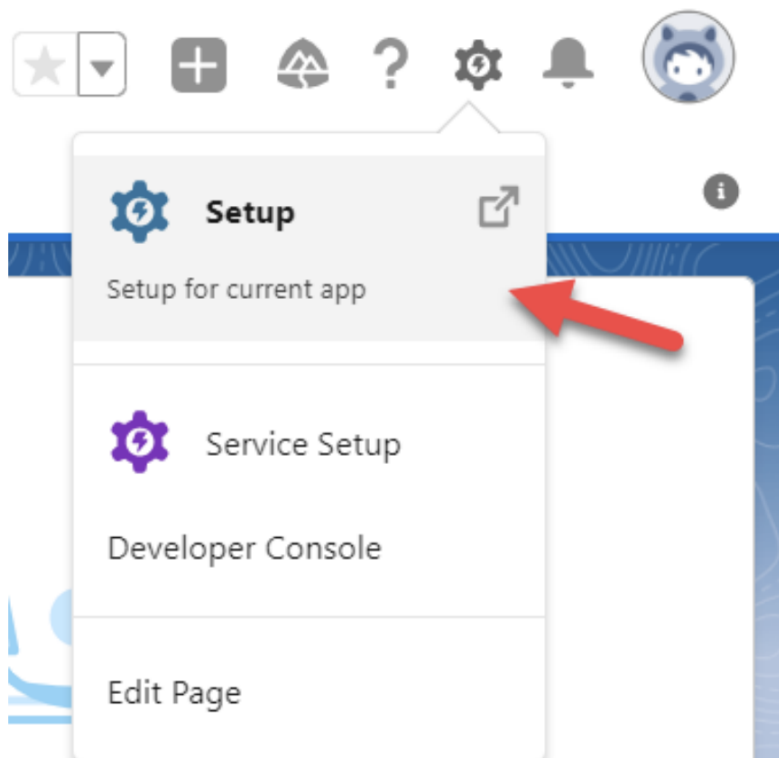 Setup
Setup for current app
Service Setup
Developer Console
Edit Page